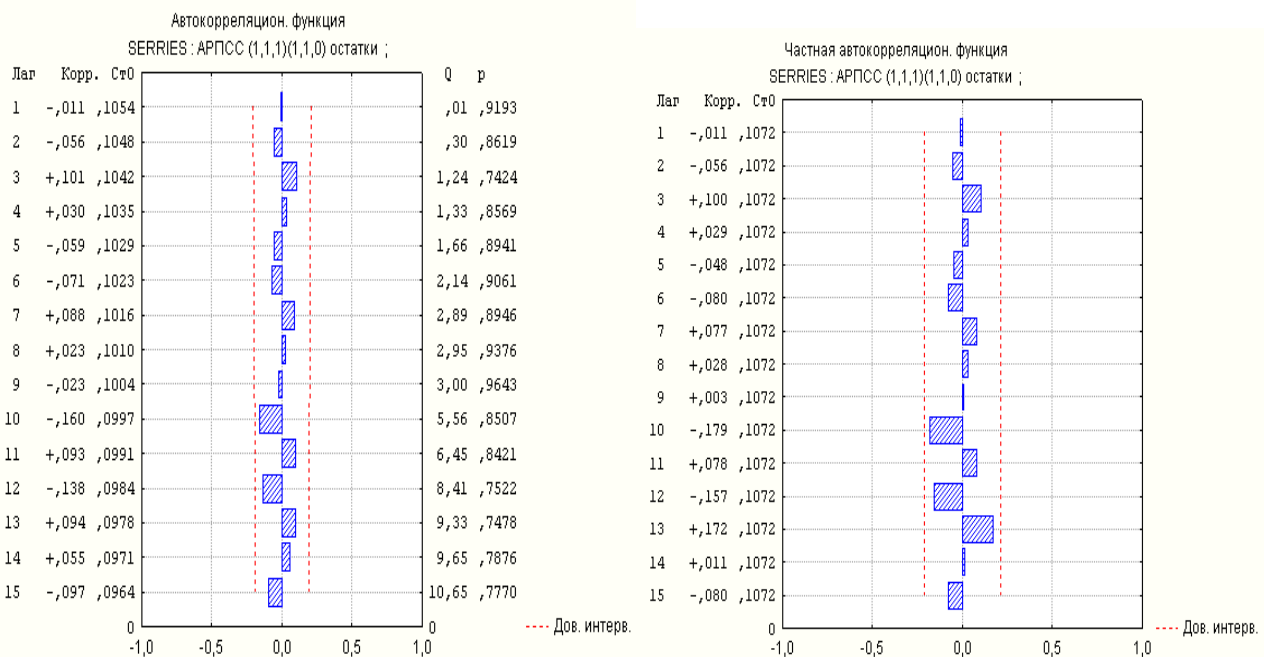 Автокорреляцион. функция
SERRIES : АРПСС (1,1,1)(1,1,0) остатки ;
Лаг Корр. СтО Q p
1 -,011 ,1054 ,01 ,9193
2 -,056 ,1048 ,30 ,8619
3 +,101 ,1042 1,24 ,7424
4 +,030 ,1035 1,33 ,8569
5 -,059 ,1029 1,66 ,8941
6 -,071 ,1023 2,14 ,9061
7 +,088 ,1016 2,89 ,8946
8 +,023 ,1010 2,95 ,9376
9 -,023 ,1004 3,00 ,9643
10 -,160 ,0997 5,56 ,8507
11 +,093 ,0991 6,45 ,8421
12 -,138 ,0984 8,41 ,7522
13 +,094 ,0978 9,33 ,7478
14 +,055 ,0971 9,65 ,7876
15 -,097 ,0964 10,65 ,7770
0 0
-1,0 -0,5 0,0 0,5 1,0
Дов. интерв.
Частная автокорреляцион. функция
SERRIES : АРПСС (1,1,1)(1,1,0) остатки ;
Лаг Корр. СтО
1 -,011 ,1072
2 -,056 ,1072
3 +,100 ,1072
4 +,029 ,1072
5 -,048 ,1072
6 -,080 ,1072
7 +,077 ,1072
8 +,028 ,1072
9 +,003 ,1072
10 -,179 ,1072
11 +,078 ,1072
12 -,157 ,1072
13 +,172 ,1072
14 +,011 ,1072
15 -,080 ,1072
0
-1,0 -0,5 0,0 0,5 1,0
Дов. интерв.